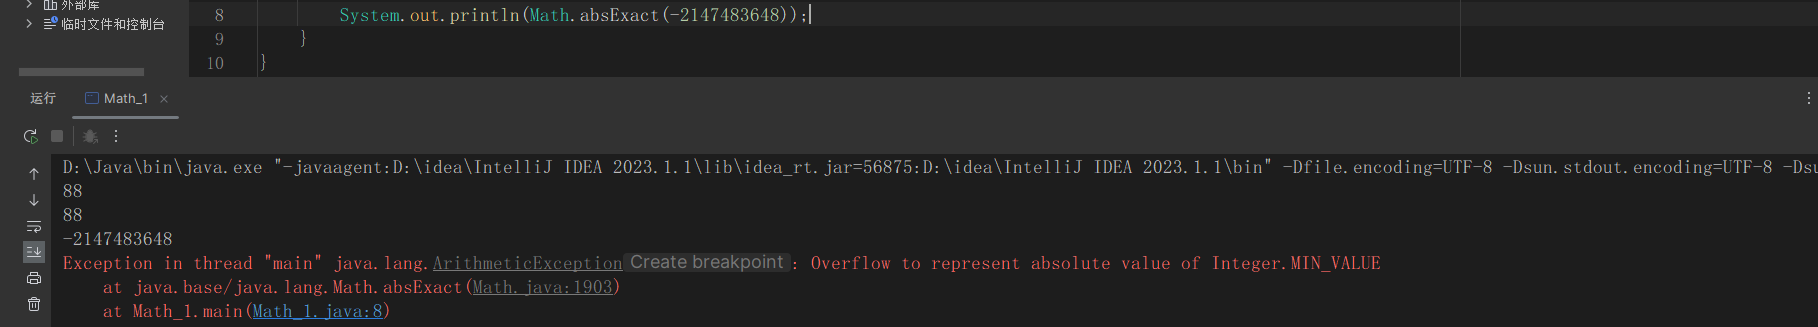 外部库
临时文件和控制台
8 System.out.println(Math.absExact(-2147483648));
9 }
10 }
运行 Math_1
D:\Java\bin\java.exe "-javaagent:D:\idea\IntelliJ IDEA 2023.1.1\lib\idea_rt.jar=56875:D:\idea\IntelliJ IDEA 2023.1.1\bin" -Dfile.encoding=UTF-8 -Dsun.stdout.encoding=UTF-8 -Dsu
88
88
-2147483648
Exception in thread "main" java.lang.ArithmeticException Create breakpoint : Overflow to represent absolute value of Integer.MIN_VALUE
at java.base/java.lang.Math.absExact(Math.java:1903)
at Math_1.main(Math_1.java:8)